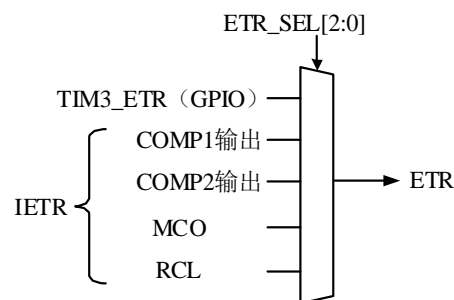 ETR_SEL[2:0]
TIM3_ETR（GPIO）
COMP1输出
COMP2输出
ETR
IETR
MCO
RCL